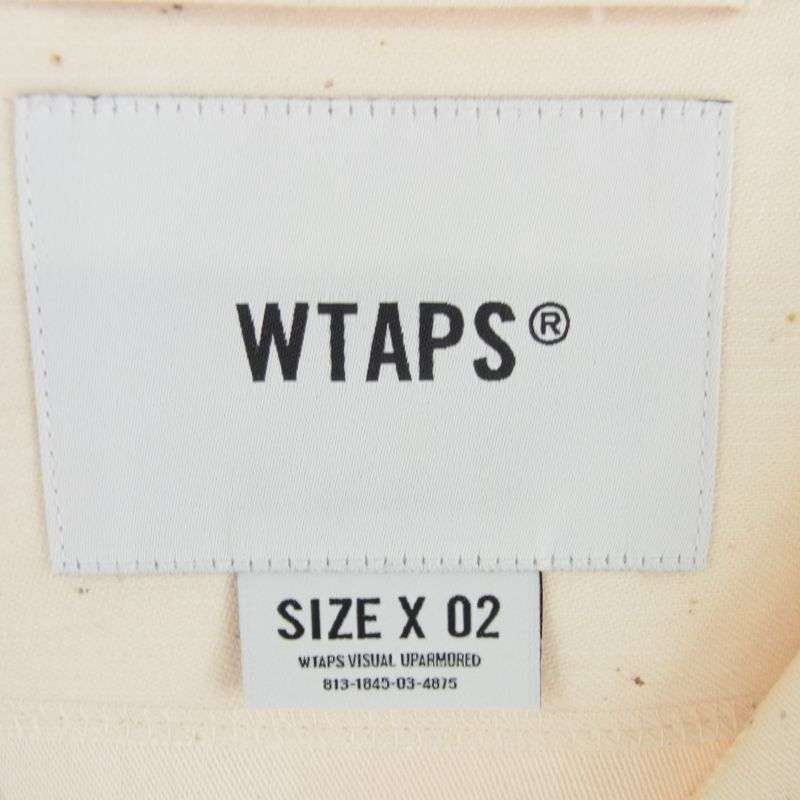 WTAPS®
SIZE X 02
WTAPS VISUAL UPARMORED
813-1845-03-4875